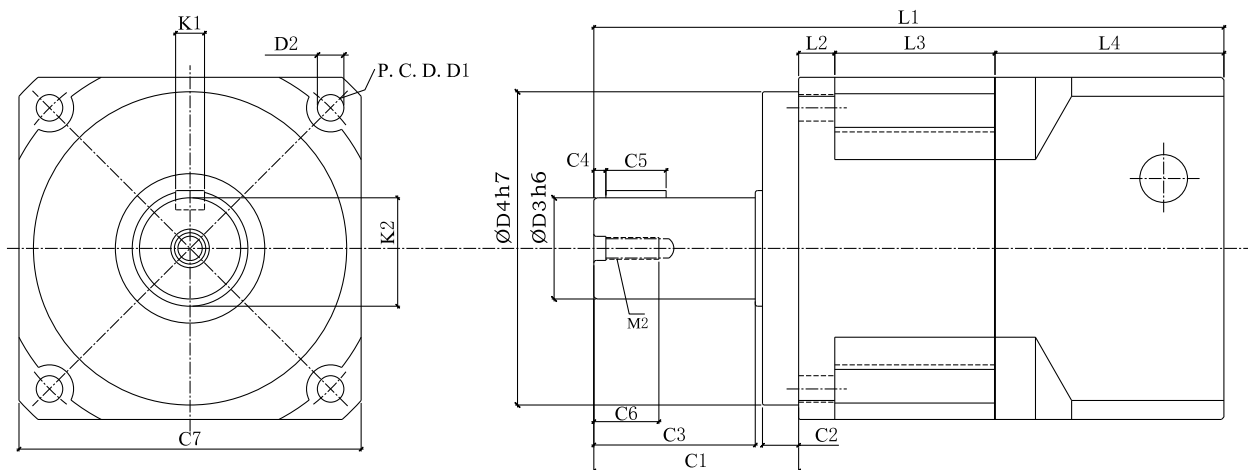 K1
D2
P. C. D. D1
K2
C7
L1
L2
L3
L4
C4
C5
ØD4h7
ØD3h6
M2
C6
C3
C2
C1